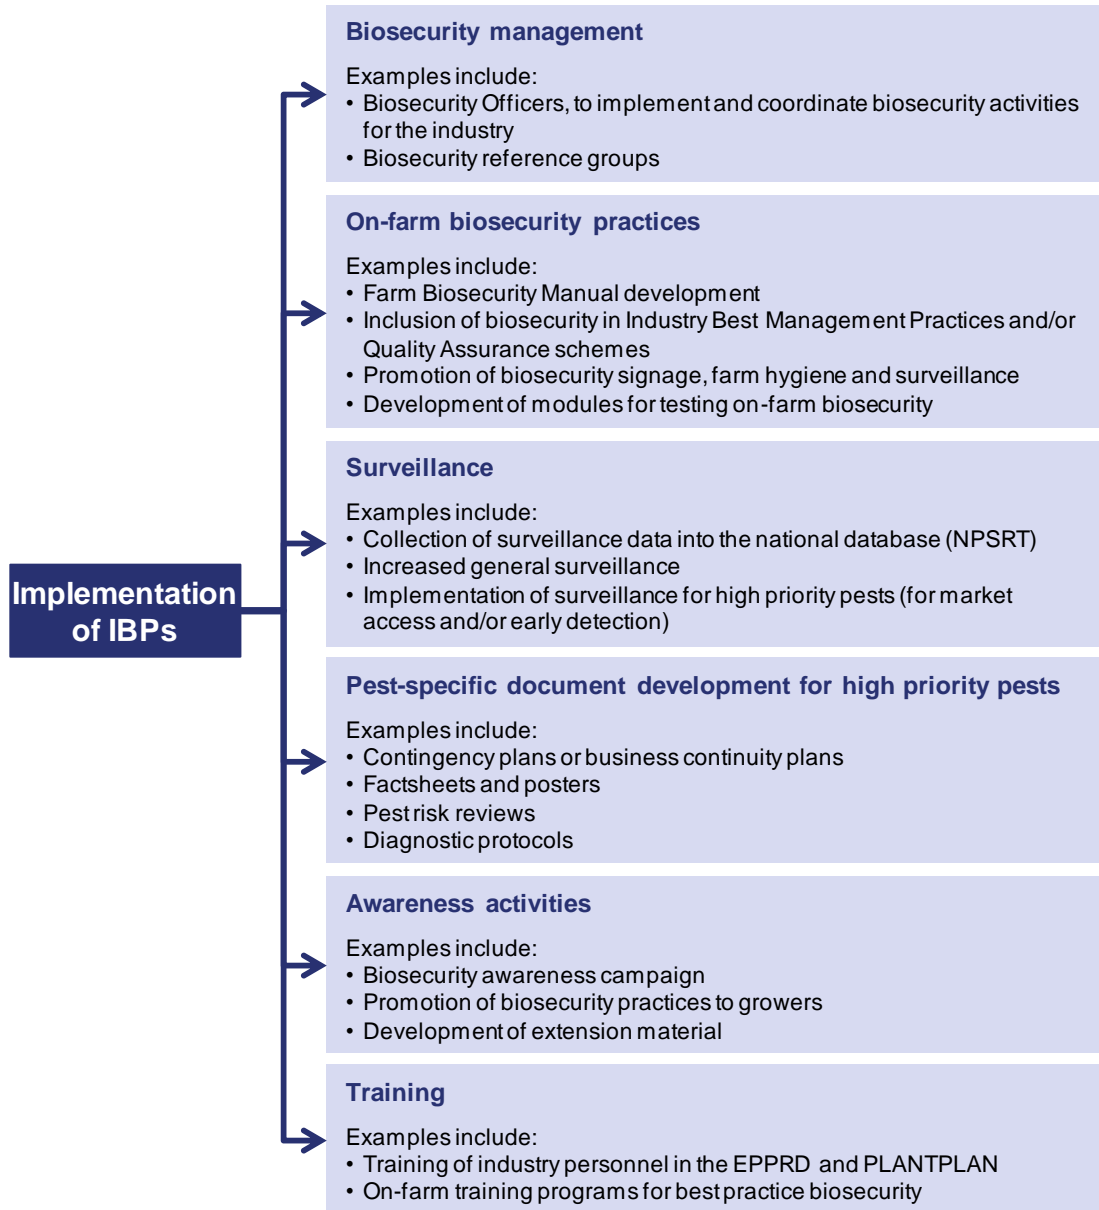 Biosecurity management
Examples include:
• Biosecurity Officers, to implement and coordinate biosecurity activities
for the industry
• Biosecurity reference groups
On-farm biosecurity practices
Examples include:
• Farm Biosecurity Manual development
• Inclusion of biosecurity in Industry Best Management Practices and/or
Quality Assurance schemes
• Promotion of biosecurity signage, farm hygiene and surveillance
• Development of modules for testing on-farm biosecurity
Surveillance
Examples include:
• Collection of surveillance data into the national database (NPSRT)
• Increased general surveillance
• Implementation of surveillance for high priority pests (for market
access and/or early detection)
Implementation
of IBPs
Pest-specific document development for high priority pests
Examples include:
• Contingency plans or business continuity plans
• Factsheets and posters
• Pest risk reviews
• Diagnostic protocols
Awareness activities
Examples include:
• Biosecurity awareness campaign
• Promotion of biosecurity practices to growers
• Development of extension material
Training
Examples include:
• Training of industry personnel in the EPPRD and PLANTPLAN
• On-farm training programs for best practice biosecurity